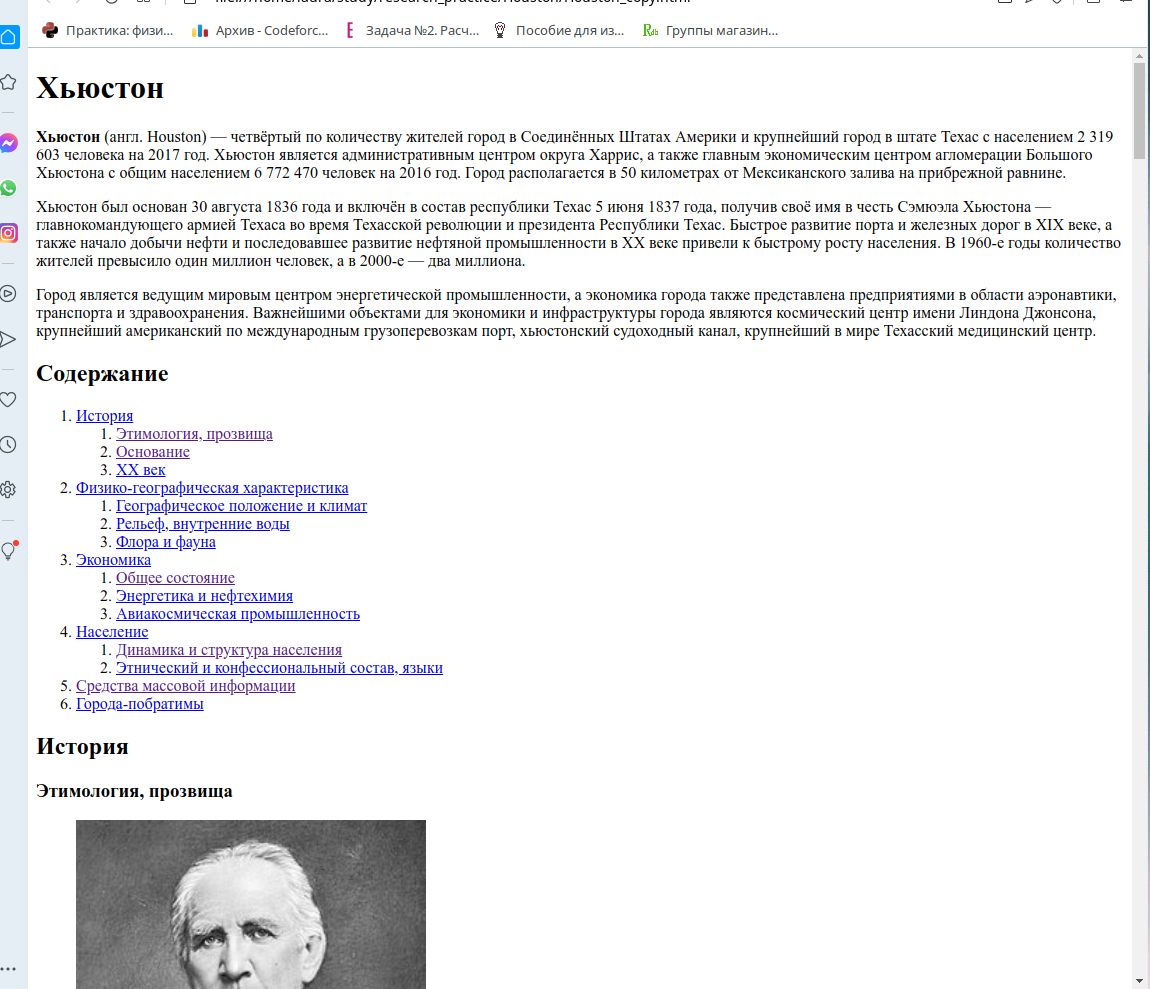 Практика: физи...
Архив - Codeforc...
Задача №2. Расч...
Пособие для из...
Группы магазин...
Хьюстон
Хьюстон (англ. Houston) — четвёртый по количеству жителей город в Соединённых Штатах Америки и крупнейший город в штате Техас с населением 2 319
603 человека на 2017 год. Хьюстон является административным центром округа Харрис, а также главным экономическим центром агломерации Большого
Хьюстона с общим населением 6 772 470 человек на 2016 год. Город располагается в 50 километрах от Мексиканского залива на прибрежной равнине.
Хьюстон был основан 30 августа 1836 года и включён в состав республики Техас 5 июня 1837 года, получив своё имя в честь Сэмюэла Хьюстона —
главнокомандующего армией Техаса во время Техасской революции и президента Республики Техас. Быстрое развитие порта и железных дорог в XIX веке, а
также начало добычи нефти и последовавшее развитие нефтяной промышленности в XX веке привели к быстрому росту населения. В 1960-е годы количество
жителей превысило один миллион человек, а в 2000-е — два миллиона.
Город является ведущим мировым центром энергетической промышленности, а экономика города также представлена предприятиями в области аэронавтики,
транспорта и здравоохранения. Важнейшими объектами для экономики и инфраструктуры города являются космический центр имени Линдона Джонсона,
крупнейший американский по международным грузоперевозкам порт, хьюстонский судоходный канал, крупнейший в мире Техасский медицинский центр.
Содержание
1. История
1. Этимология, прозвища
2. Основание
3. XX век
2. Физико-географическая характеристика
1. Географическое положение и климат
2. Рельеф, внутренние воды
3. Флора и фауна
3. Экономика
1. Общее состояние
2. Энергетика и нефтехимия
3. Авиакосмическая промышленность
4. Население
1. Динамика и структура населения
2. Этнический и конфессиональный состав, языки
5. Средства массовой информации
6. Города-побратимы
История
Этимология, прозвища